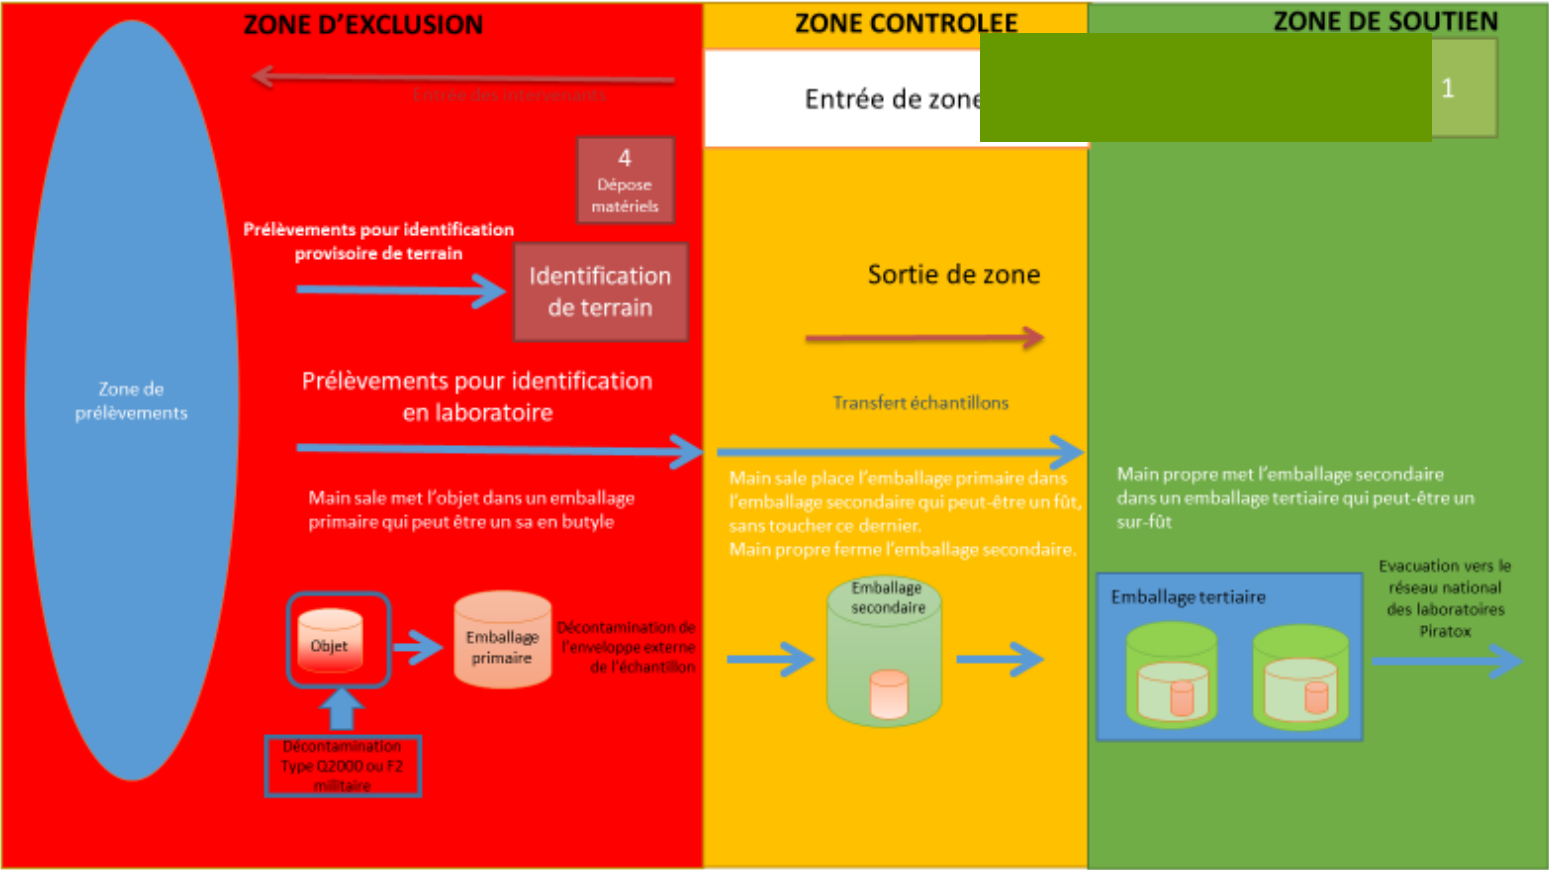 ZONE D’EXCLUSION
ZONE CONTROLEE
ZONE DE SOUTIEN
Entrée des intervenants
Entrée de zone
1
4
Dépose
matériels
Prélèvements pour identification
provisoire de terrain
Identification
de terrain
Sortie de zone
Zone de
prélèvements
Prélèvements pour identification
en laboratoire
Transfert échantillons
Main sale met l’objet dans un emballage
primaire qui peut être un sa en butyle
Main sale place l’emballage primaire dans
l’emballage secondaire qui peut-être un fût,
sans toucher ce dernier.
Main propre ferme l’emballage secondaire.
Main propre met l’emballage secondaire
dans un emballage tertiaire qui peut-être un
sur-fût
Objet
Emballage
primaire
Décontamination de
l’enveloppe externe
de l’échantillon
Emballage
secondaire
Emballage tertiaire
Evacuation vers le
réseau national
des laboratoires
Piratox
Décontamination
Type Q2000 ou F2
militaire